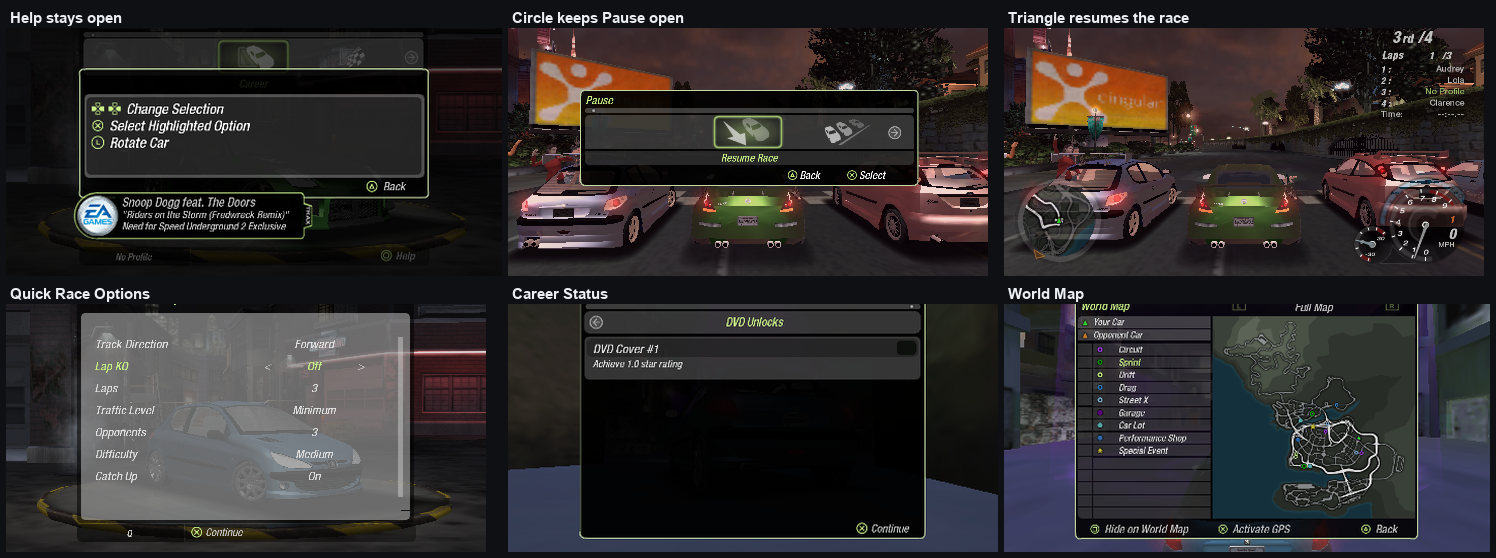 Help stays open
Career
Change Selection
Select Highlighted Option
Rotate Car
Back
EA
GAMES
Snoop Dogg feat. The Doors
"Riders on the Storm (Fredwreck Remix)"
Need for Speed Underground 2 Exclusive
No Profile
Help
Circle keeps Pause open
Pause
Resume Race
Back
Select
Triangle resumes the race
cingular
3rd /4
Laps 1 /3
1 : Audrey
2 : Lola
3 : No Profile
4 : Clarence
Time: --:--.--
1
0
MPH
Quick Race Options
Track Direction Forward
Lap KO < Off >
Laps 3
Traffic Level Minimum
Opponents 3
Difficulty Medium
Catch Up On
Continue
Career Status
DVD Unlocks
DVD Cover #1
Achieve 1.0 star rating
Continue
World Map
World Map
L Full Map R
Your Car
Opponent Car
Circuit
Sprint
Drift
Drag
Street X
Garage
Car Lot
Performance Shop
Special Event
Hide on World Map
Activate GPS
Back